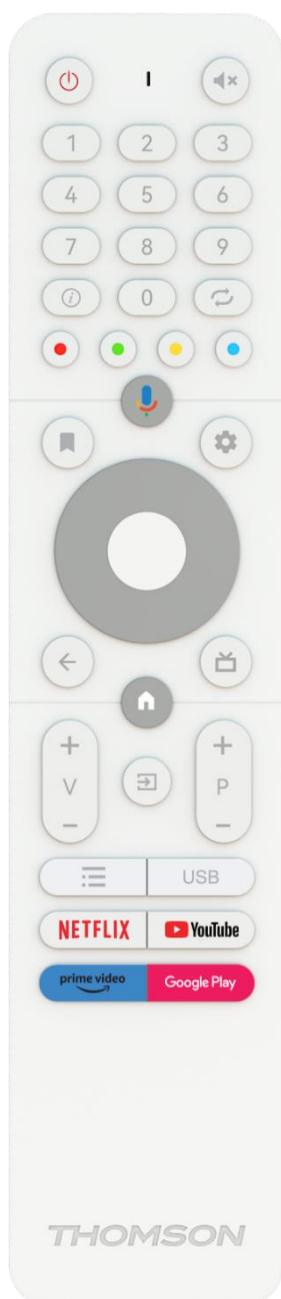 1 2 3
4 5 6
7 8 9
i 0
V P
USB
NETFLIX YouTube
prime video Google Play
THOMSON